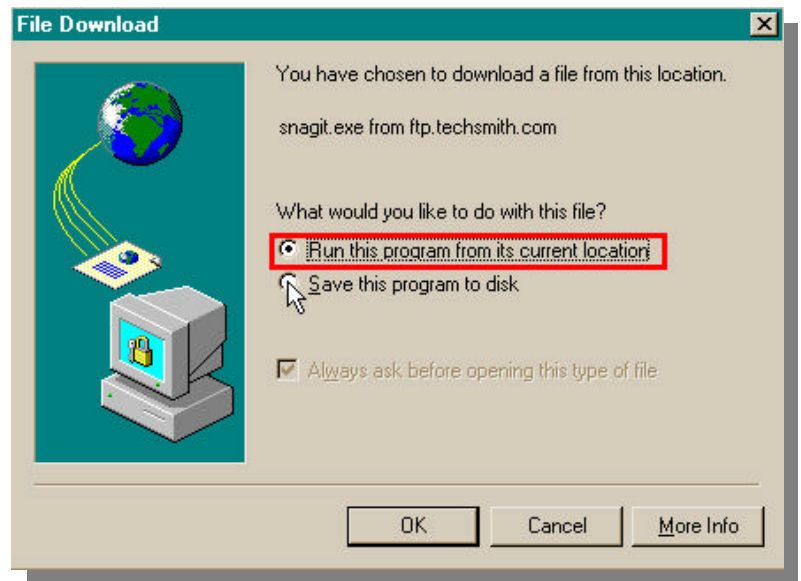 File Download
You have chosen to download a file from this location.
snagit.exe from ftp.techsmith.com
What would you like to do with this file?
Run this program from its current location
Save this program to disk
Always ask before opening this type of file
OK
Cancel
More Info